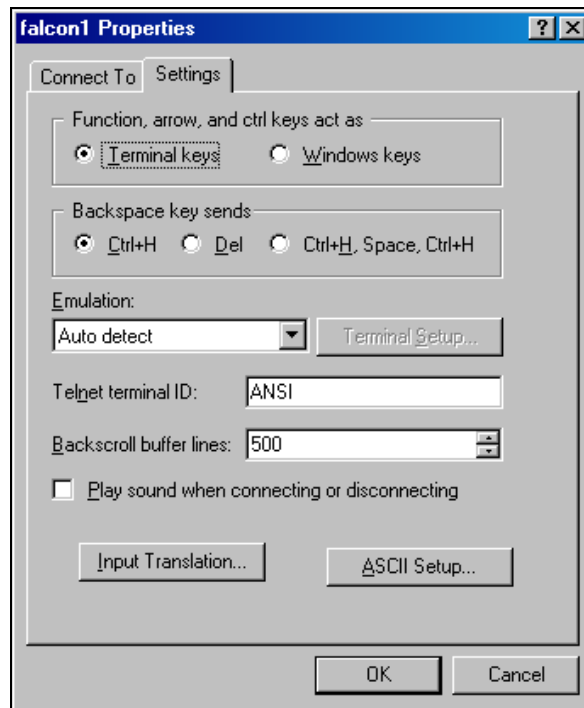 falcon1 Properties
Connect To Settings
Function, arrow, and ctrl keys act as
Terminal keys Windows keys
Backspace key sends
Ctrl+H Del Ctrl+H, Space, Ctrl+H
Emulation:
Auto detect Terminal Setup...
Telnet terminal ID: ANSI
Backscroll buffer lines: 500
Play sound when connecting or disconnecting
Input Translation... ASCII Setup...
OK Cancel